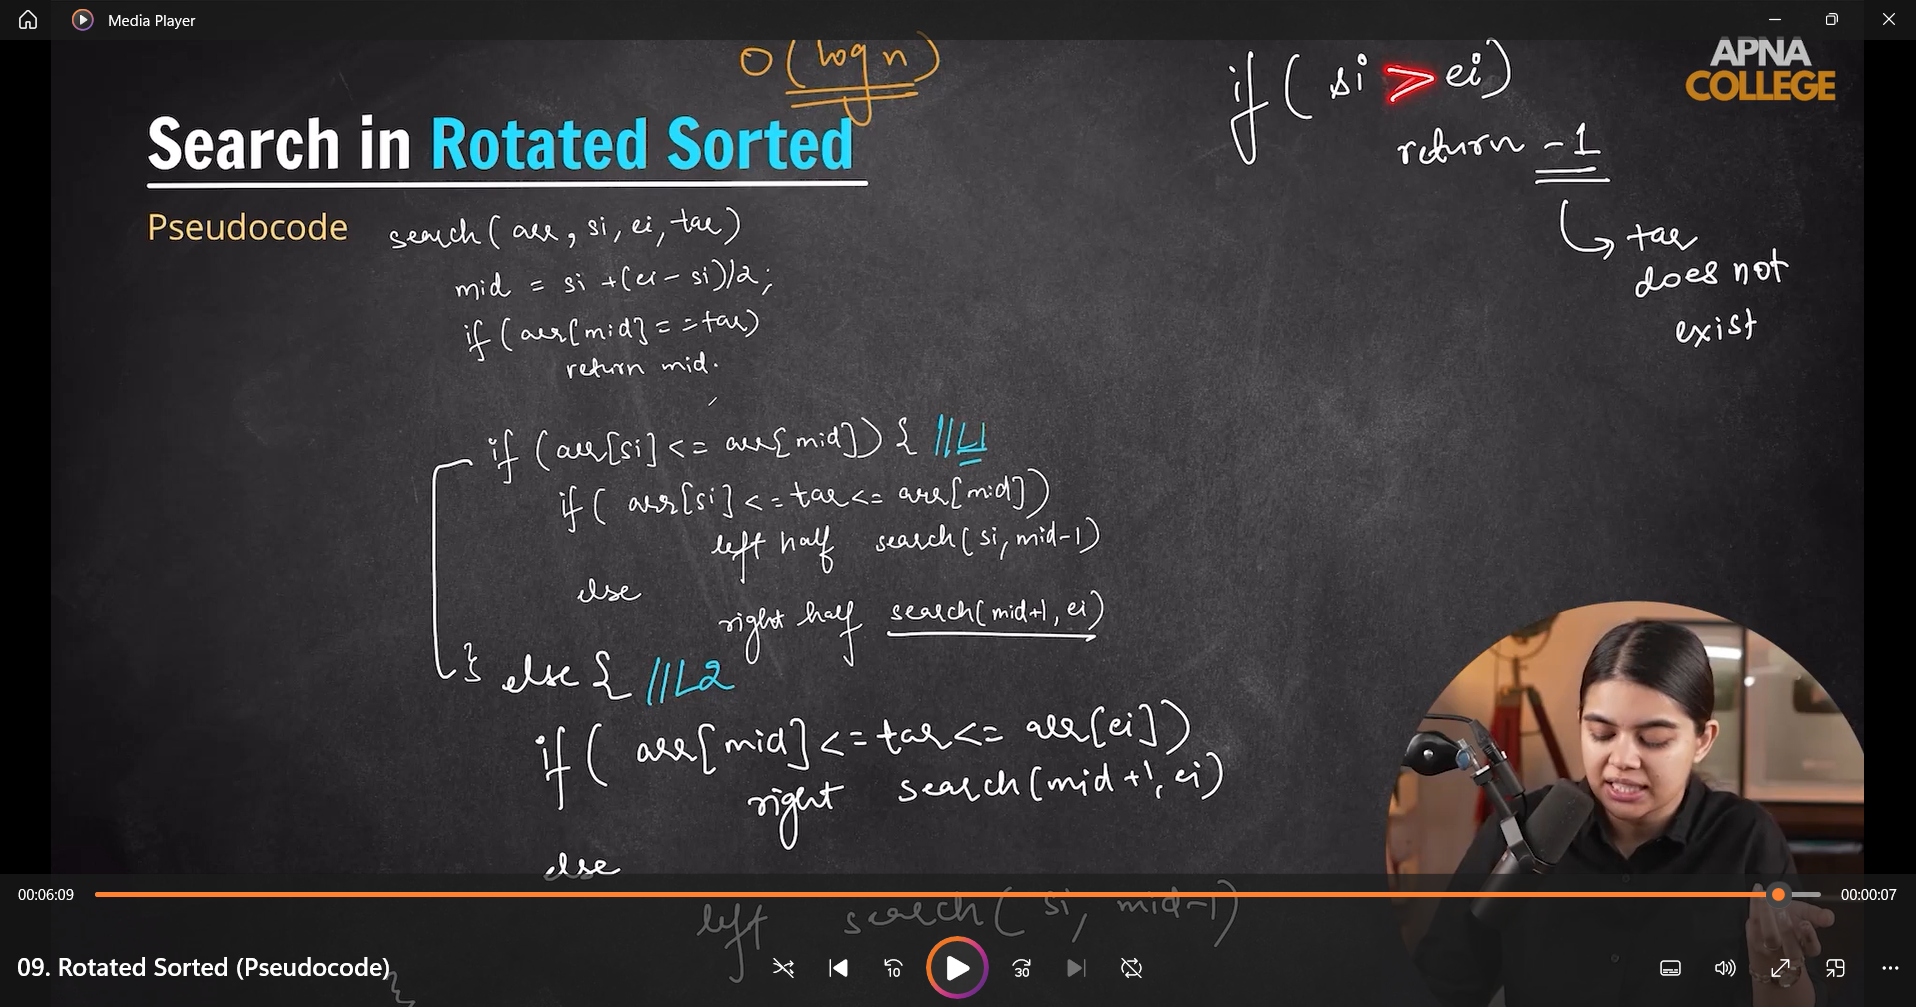 Media Player
O(log n)
if ( si > ei )
return -1
tar
does not
exist
APNA
COLLEGE
Search in Rotated Sorted
Pseudocode
search( arr, si, ei, tar)
mid = si +(ei - si)/2;
if (arr[mid] == tar)
return mid.
if (arr[si] <= arr[mid]) { //L1
if ( arr[si] <= tar <= arr[mid])
left half search( si, mid-1)
else
right half search(mid+1, ei)
} else { //L2
if ( arr[mid] <= tar <= arr[ei])
right search(mid+1, ei)
else
left search( si, mid-1)
}
00:06:09
00:00:07
09. Rotated Sorted (Pseudocode)
10
30